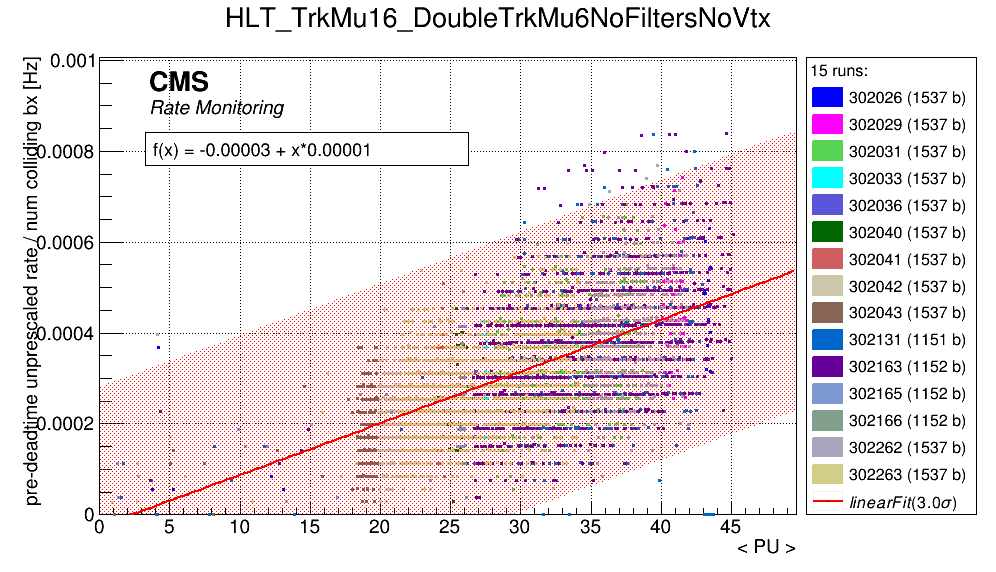 HLT_TrkMu16_DoubleTrkMu6NoFiltersNoVtx
pre-deadtime unprescaled rate / num colliding bx [Hz]
0.001
0.0008
0.0006
0.0004
0.0002
0
CMS
Rate Monitoring
f(x) = -0.00003 + x*0.00001
0 5 10 15 20 25 30 35 40 45
< PU >
15 runs:
302026 (1537 b)
302029 (1537 b)
302031 (1537 b)
302033 (1537 b)
302036 (1537 b)
302040 (1537 b)
302041 (1537 b)
302042 (1537 b)
302043 (1537 b)
302131 (1151 b)
302163 (1152 b)
302165 (1152 b)
302166 (1152 b)
302262 (1537 b)
302263 (1537 b)
linearFit(3.0σ)